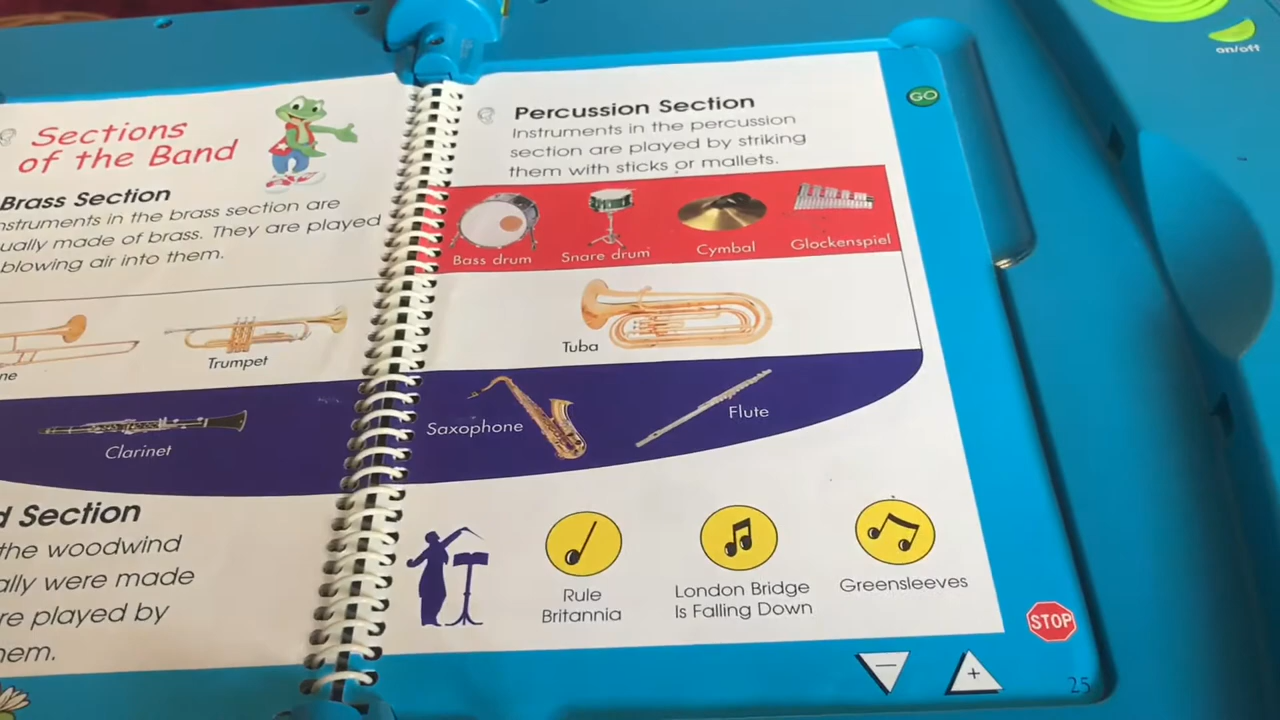 Sections
of the Band
Brass Section
nstruments in the brass section are
ually made of brass. They are played
blowing air into them.
ne
Trumpet
Clarinet
d Section
the woodwind
ally were made
re played by
hem.
Percussion Section
Instruments in the percussion
section are played by striking
them with sticks or mallets.
Bass drum
Snare drum
Cymbal
Glockenspiel
Tuba
Saxophone
Flute
Rule
Britannia
London Bridge
Is Falling Down
Greensleeves
GO
STOP
25
on/off